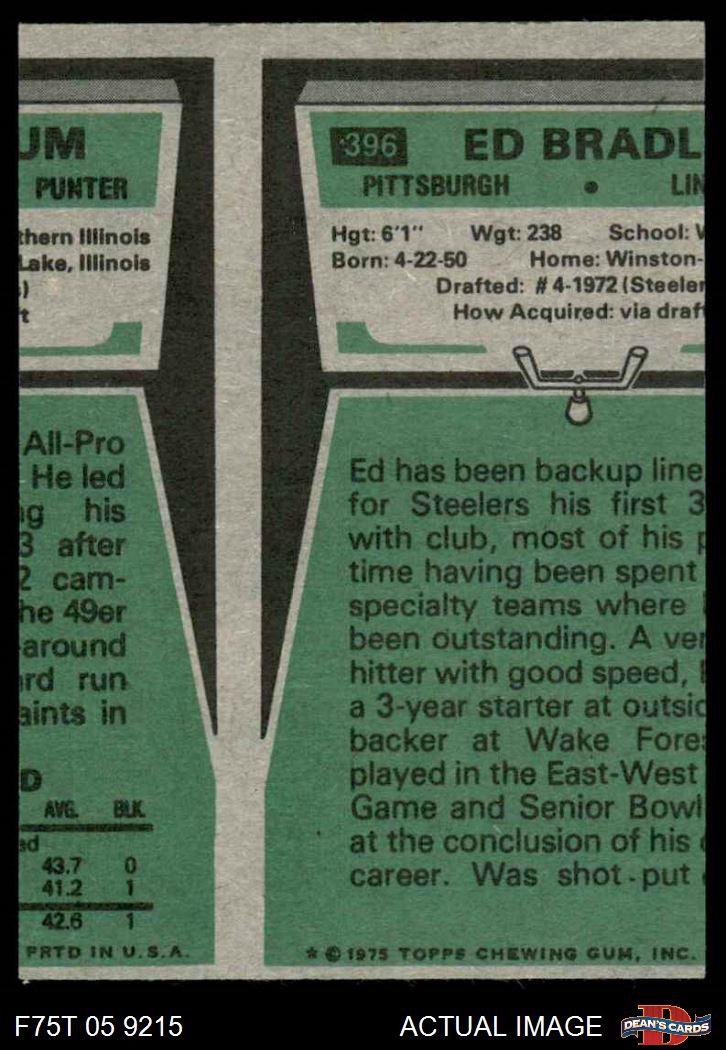 UM
PUNTER
thern Illinois
Lake, Illinois
s)
t
All-Pro
He led
ng his
3 after
2 cam-
he 49er
-around
ard run
aints in
D
AVG. BLK.
ed
43.7 0
41.2 1
42.6 1
PRTD IN U.S.A.
396 ED BRADL
PITTSBURGH • LIN
Hgt: 6'1" Wgt: 238 School: W
Born: 4-22-50 Home: Winston-
Drafted: #4-1972 (Steeler
How Acquired: via draf
Ed has been backup line
for Steelers his first 3
with club, most of his p
time having been spent
specialty teams where
been outstanding. A ver
hitter with good speed,
a 3-year starter at outsid
backer at Wake Fores
played in the East-West
Game and Senior Bowl
at the conclusion of his
career. Was shot-put
* © 1975 TOPPS CHEWING GUM, INC.
F75T 05 9215 ACTUAL IMAGE DEAN'S CARDS